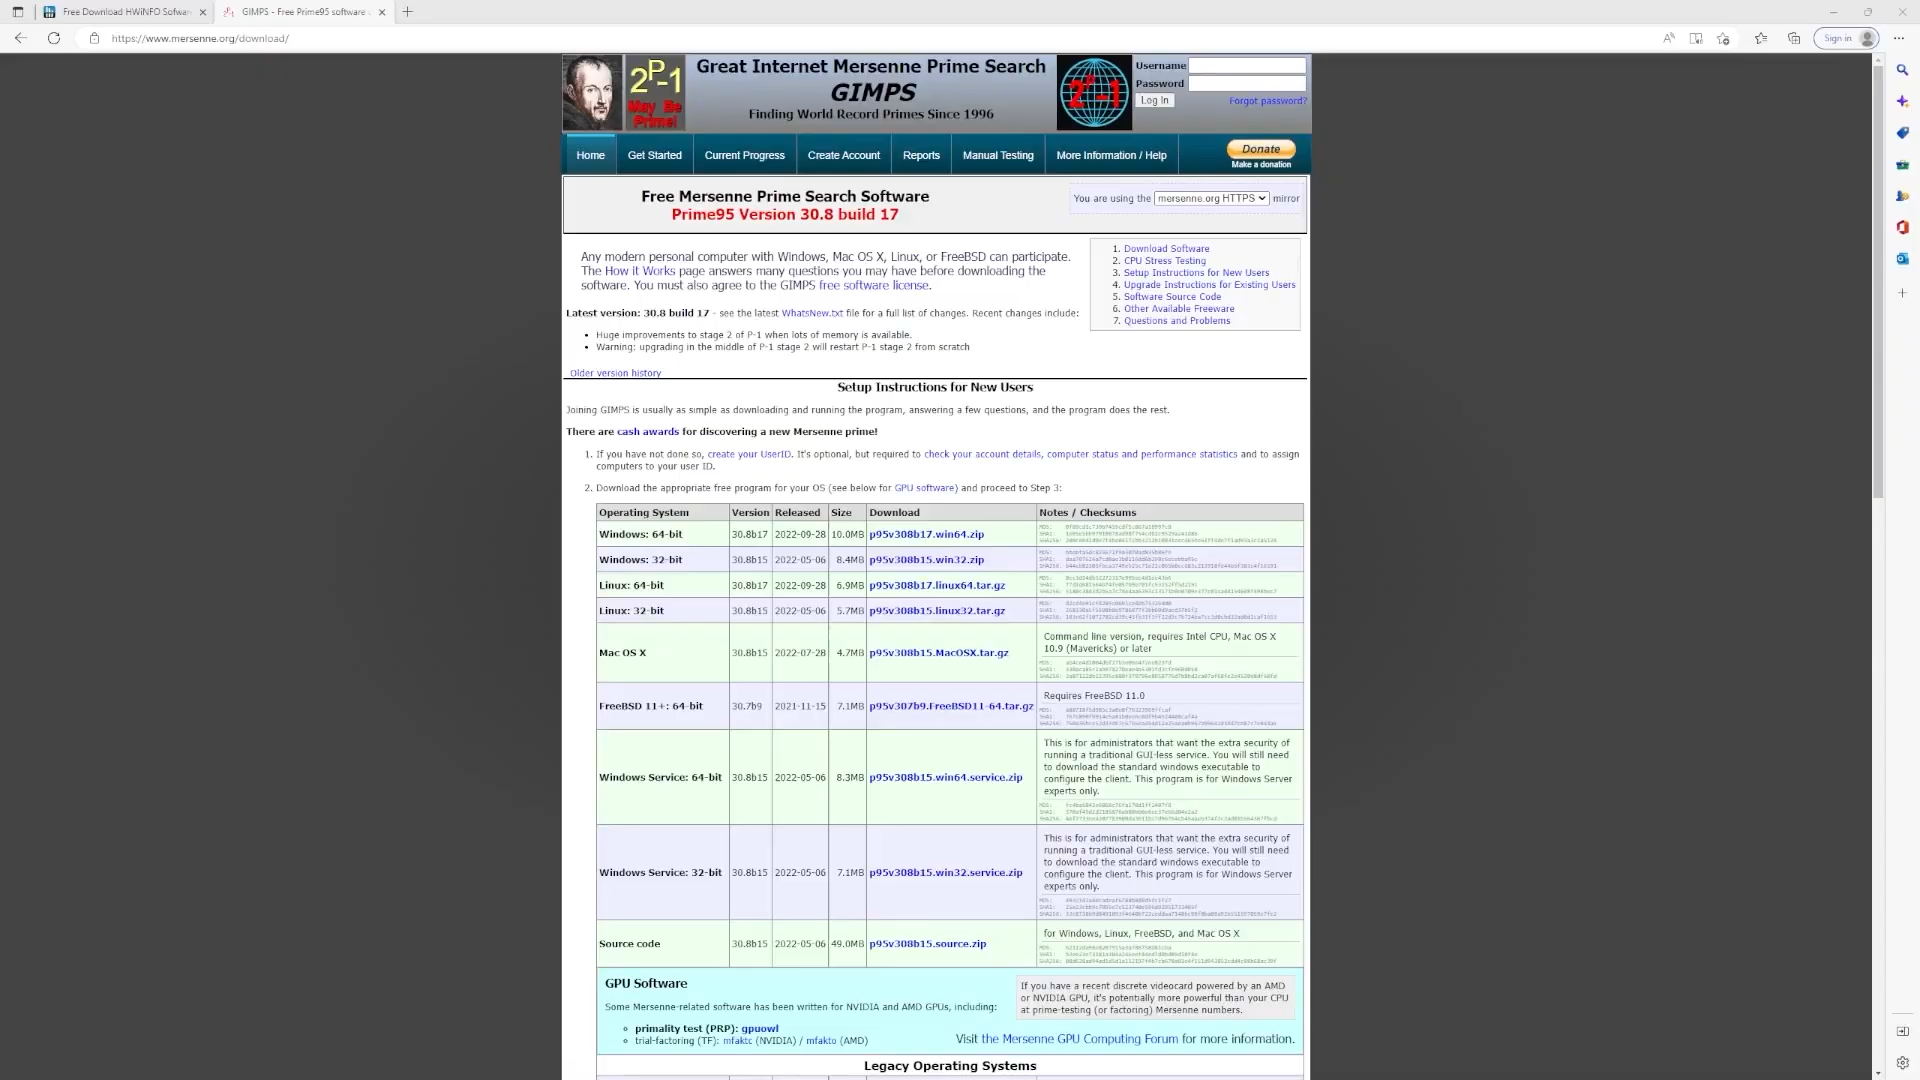 Free Download HWiNFO Softwar
GIMPS - Free Prime95 software
https://www.mersenne.org/download/
Sign in
2P-1
May Be
Prime!
Great Internet Mersenne Prime Search
GIMPS
Finding World Record Primes Since 1996
2P-1
Username
Password
Log In
Forgot password?
Home
Get Started
Current Progress
Create Account
Reports
Manual Testing
More Information / Help
Donate
Make a donation
Free Mersenne Prime Search Software
Prime95 Version 30.8 build 17
You are using the mersenne.org HTTPS mirror
Any modern personal computer with Windows, Mac OS X, Linux, or FreeBSD can participate.
The How it Works page answers many questions you may have before downloading the
software. You must also agree to the GIMPS free software license.
1. Download Software
2. CPU Stress Testing
3. Setup Instructions for New Users
4. Upgrade Instructions for Existing Users
5. Software Source Code
6. Other Available Freeware
7. Questions and Problems
Latest version: 30.8 build 17 - see the latest WhatsNew.txt file for a full list of changes. Recent changes include:
Huge improvements to stage 2 of P-1 when lots of memory is available.
Warning: upgrading in the middle of P-1 stage 2 will restart P-1 stage 2 from scratch
Older version history
Setup Instructions for New Users
Joining GIMPS is usually as simple as downloading and running the program, answering a few questions, and the program does the rest.
There are cash awards for discovering a new Mersenne prime!
1. If you have not done so, create your UserID. It's optional, but required to check your account details, computer status and performance statistics and to assign
computers to your user ID.
2. Download the appropriate free program for your OS (see below for GPU software) and proceed to Step 3:
Operating System Version Released Size Download Notes / Checksums
Windows: 64-bit 30.8b17 2022-09-28 10.0MB p95v308b17.win64.zip
Windows: 32-bit 30.8b15 2022-05-06 8.4MB p95v308b15.win32.zip
Linux: 64-bit 30.8b17 2022-09-28 6.9MB p95v308b17.linux64.tar.gz
Linux: 32-bit 30.8b15 2022-05-06 5.7MB p95v308b15.linux32.tar.gz
Command line version, requires Intel CPU, Mac OS X
10.9 (Mavericks) or later
Mac OS X 30.8b15 2022-07-28 4.7MB p95v308b15.MacOSX.tar.gz
Requires FreeBSD 11.0
FreeBSD 11+: 64-bit 30.7b9 2021-11-15 7.1MB p95v307b9.FreeBSD11-64.tar.gz
This is for administrators that want the extra security of
running a traditional GUI-less service. You will still need
to download the standard windows executable to
configure the client. This program is for Windows Server
experts only.
Windows Service: 64-bit 30.8b15 2022-05-06 8.3MB p95v308b15.win64.service.zip
This is for administrators that want the extra security of
running a traditional GUI-less service. You will still need
to download the standard windows executable to
configure the client. This program is for Windows Server
experts only.
Windows Service: 32-bit 30.8b15 2022-05-06 7.1MB p95v308b15.win32.service.zip
for Windows, Linux, FreeBSD, and Mac OS X
Source code 30.8b15 2022-05-06 49.0MB p95v308b15.source.zip
GPU Software
Some Mersenne-related software has been written for NVIDIA and AMD GPUs, including:
primality test (PRP): gpuowl
trial-factoring (TF): mfaktc (NVIDIA) / mfakto (AMD)
If you have a recent discrete videocard powered by an AMD
or NVIDIA GPU, it's potentially more powerful than your CPU
at prime-testing (or factoring) Mersenne numbers.
Visit the Mersenne GPU Computing Forum for more information.
Legacy Operating Systems